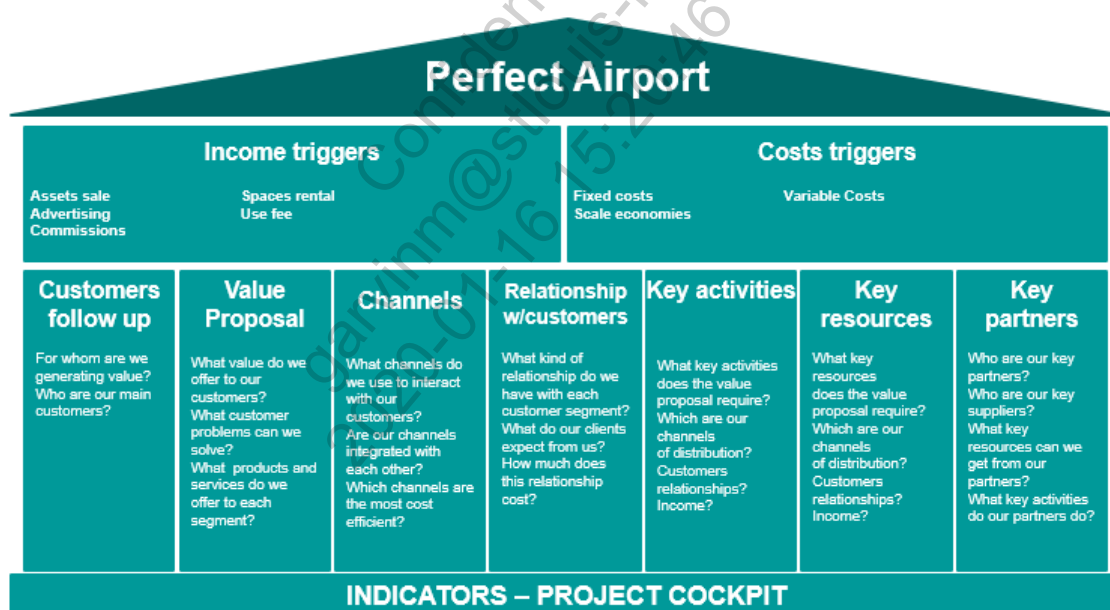 Perfect Airport
Income triggers
Assets sale
Spaces rental
Advertising
Use fee
Commissions
Costs triggers
Fixed costs
Variable Costs
Scale economies
Customers
follow up
For whom are we
generating value?
Who are our main
customers?
Value
Proposal
What value do we
offer to our
customers?
What customer
problems can we
solve?
What products and
services do we
offer to each
segment?
Channels
What channels do
we use to interact
with our
customers?
Are our channels
integrated with
each other?
Which channels are
the most cost
efficient?
Relationship
w/customers
What kind of
relationship do we
have with each
customer segment?
What do our clients
expect from us?
How much does
this relationship
cost?
Key activities
What key activities
does the value
proposal require?
Which are our
channels
of distribution?
Customers
relationships?
Income?
Key
resources
What key
resources
does the value
proposal require?
Which are our
channels
of distribution?
Customers
relationships?
Income?
Key
partners
Who are our key
partners?
Who are our key
suppliers?
What key
resources can we
get from our
partners?
What key activities
do our partners do?
INDICATORS – PROJECT COCKPIT
2020-01-16 15:20:46